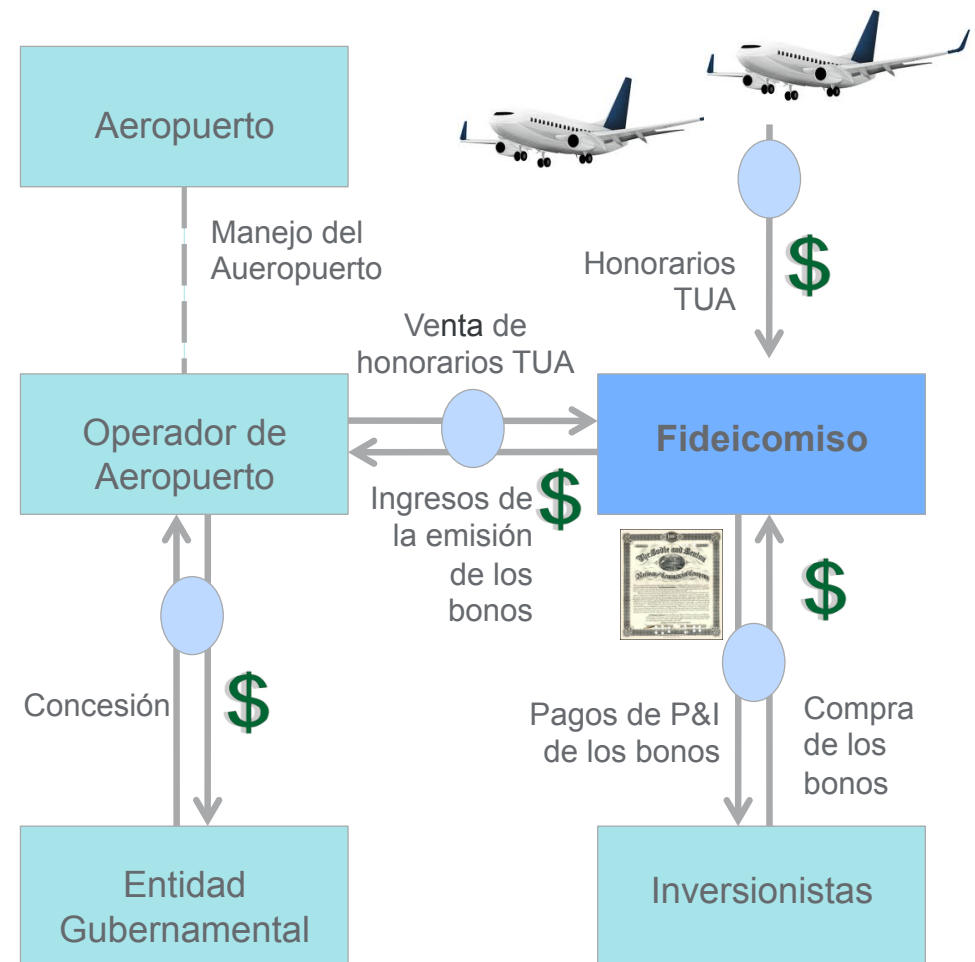 Aeropuerto
Manejo del
Aueropuerto
Honorarios
TUA
$
Venta de
honorarios TUA
Operador de
Aeropuerto
Fideicomiso
Ingresos de
la emisión
de los
bonos
$
$
Concesión
$
Pagos de P&I
de los bonos
Compra
de los
bonos
Entidad
Gubernamental
Inversionistas